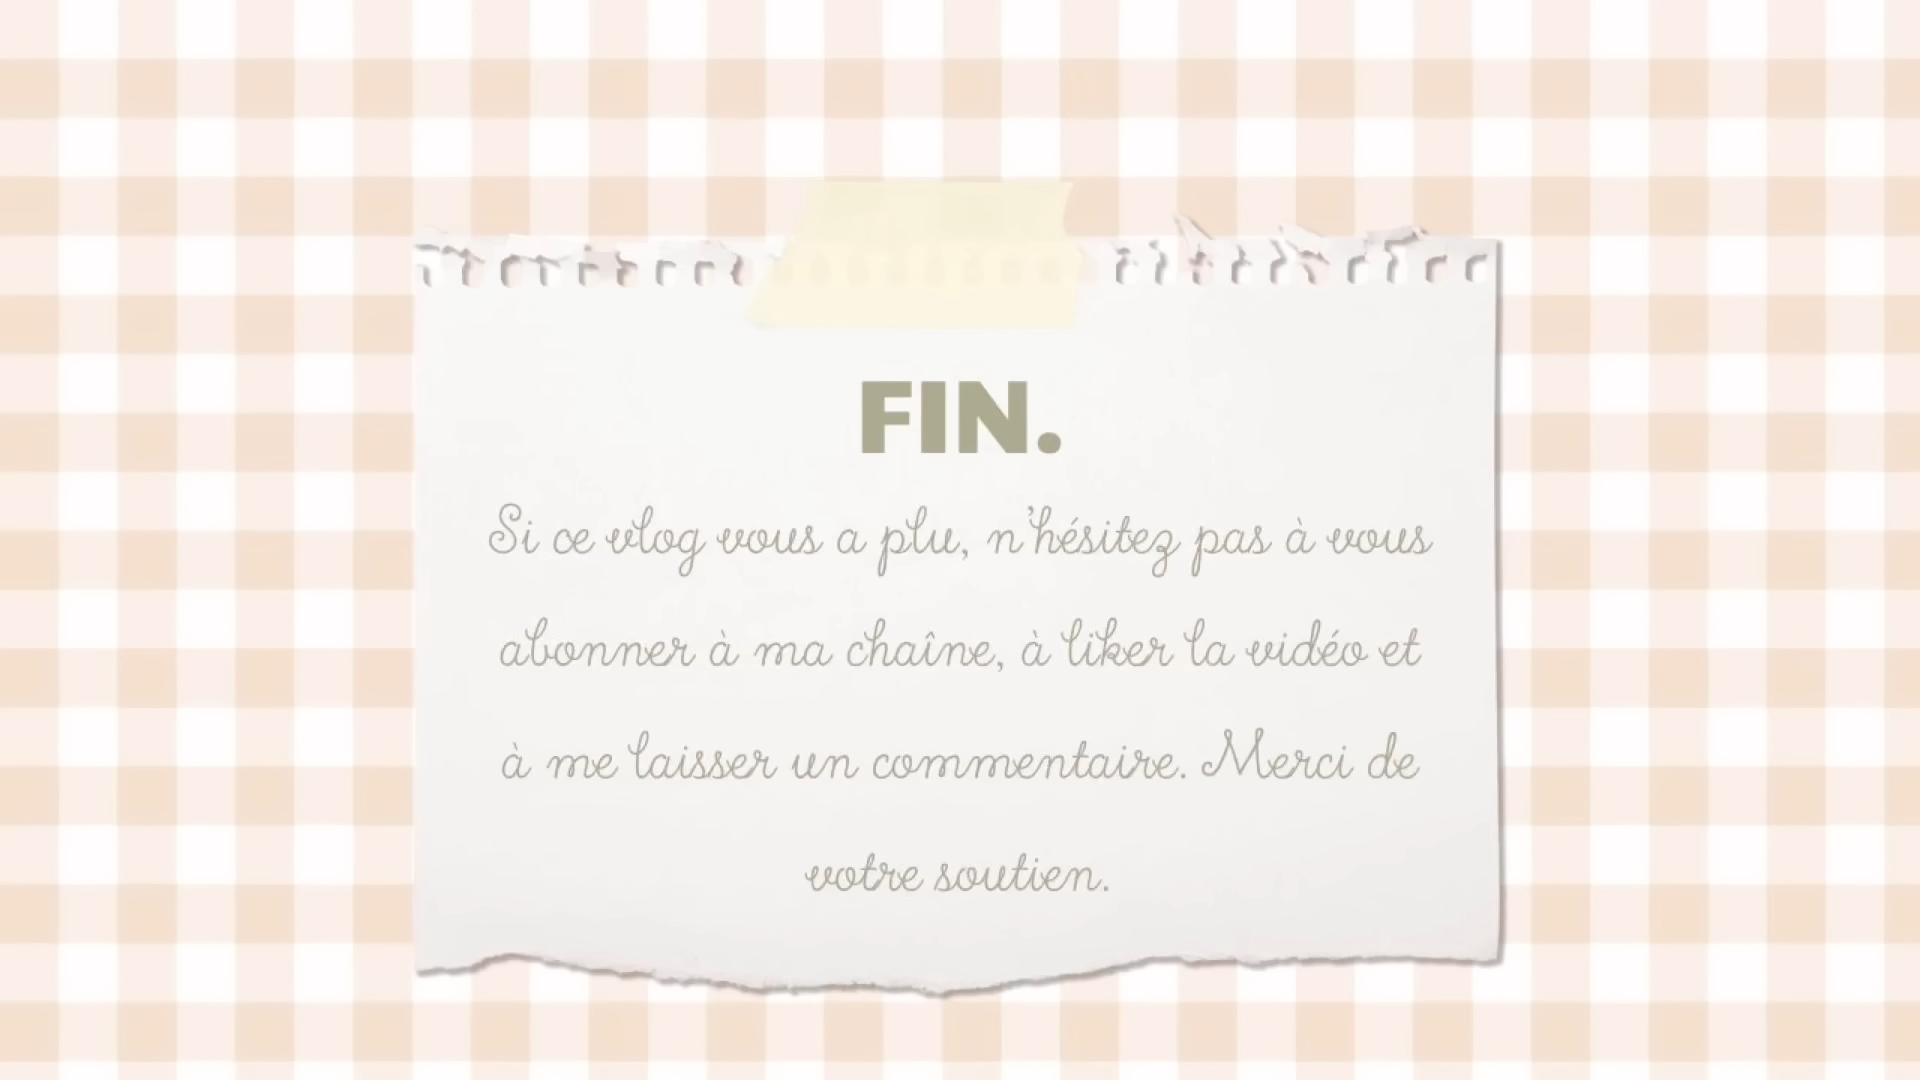 FIN.
Si ce vlog vous a plu, n'hésitez pas à vous
abonner à ma chaîne, à liker la vidéo et
à me laisser un commentaire. Merci de
votre soutien.